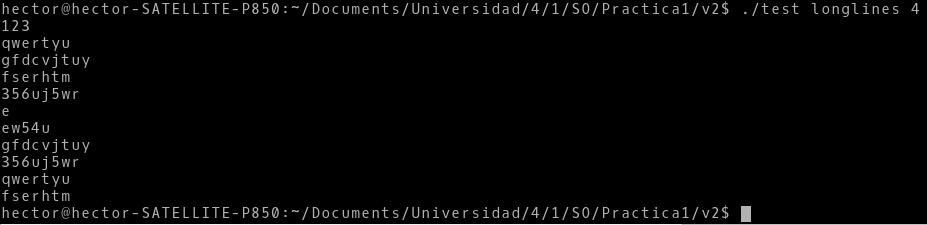 hector@hector-SATELLITE-P850:~/Documents/Universidad/4/1/SO/Practica1/v2$ ./test longlines 4
123
qwertyu
gfdcvjtuy
fserhtm
356uj5wr
e
ew54u
gfdcvjtuy
356uj5wr
qwertyu
fserhtm
hector@hector-SATELLITE-P850:~/Documents/Universidad/4/1/SO/Practica1/v2$